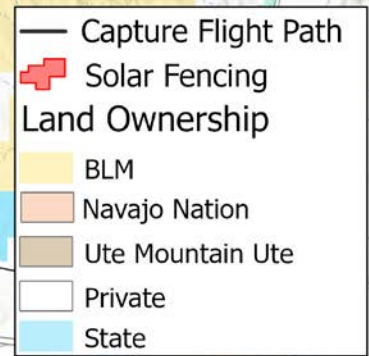 Capture Flight Path
Solar Fencing
Land Ownership
BLM
Navajo Nation
Ute Mountain Ute
Private
State